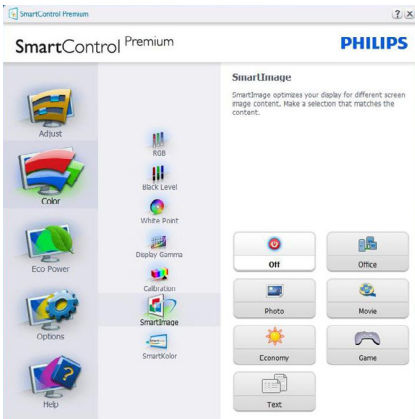 SmartControl Premium
SmartControl Premium
PHILIPS
Adjust
Color
Eco Power
Options
Help
RGB
Black Level
White Point
Display Gamma
Calibration
SmartImage
SmartKolor
SmartImage
SmartImage optimizes your display for different screen
image content. Make a selection that matches the
content.
Off
Office
Photo
Movie
Economy
Game
Text